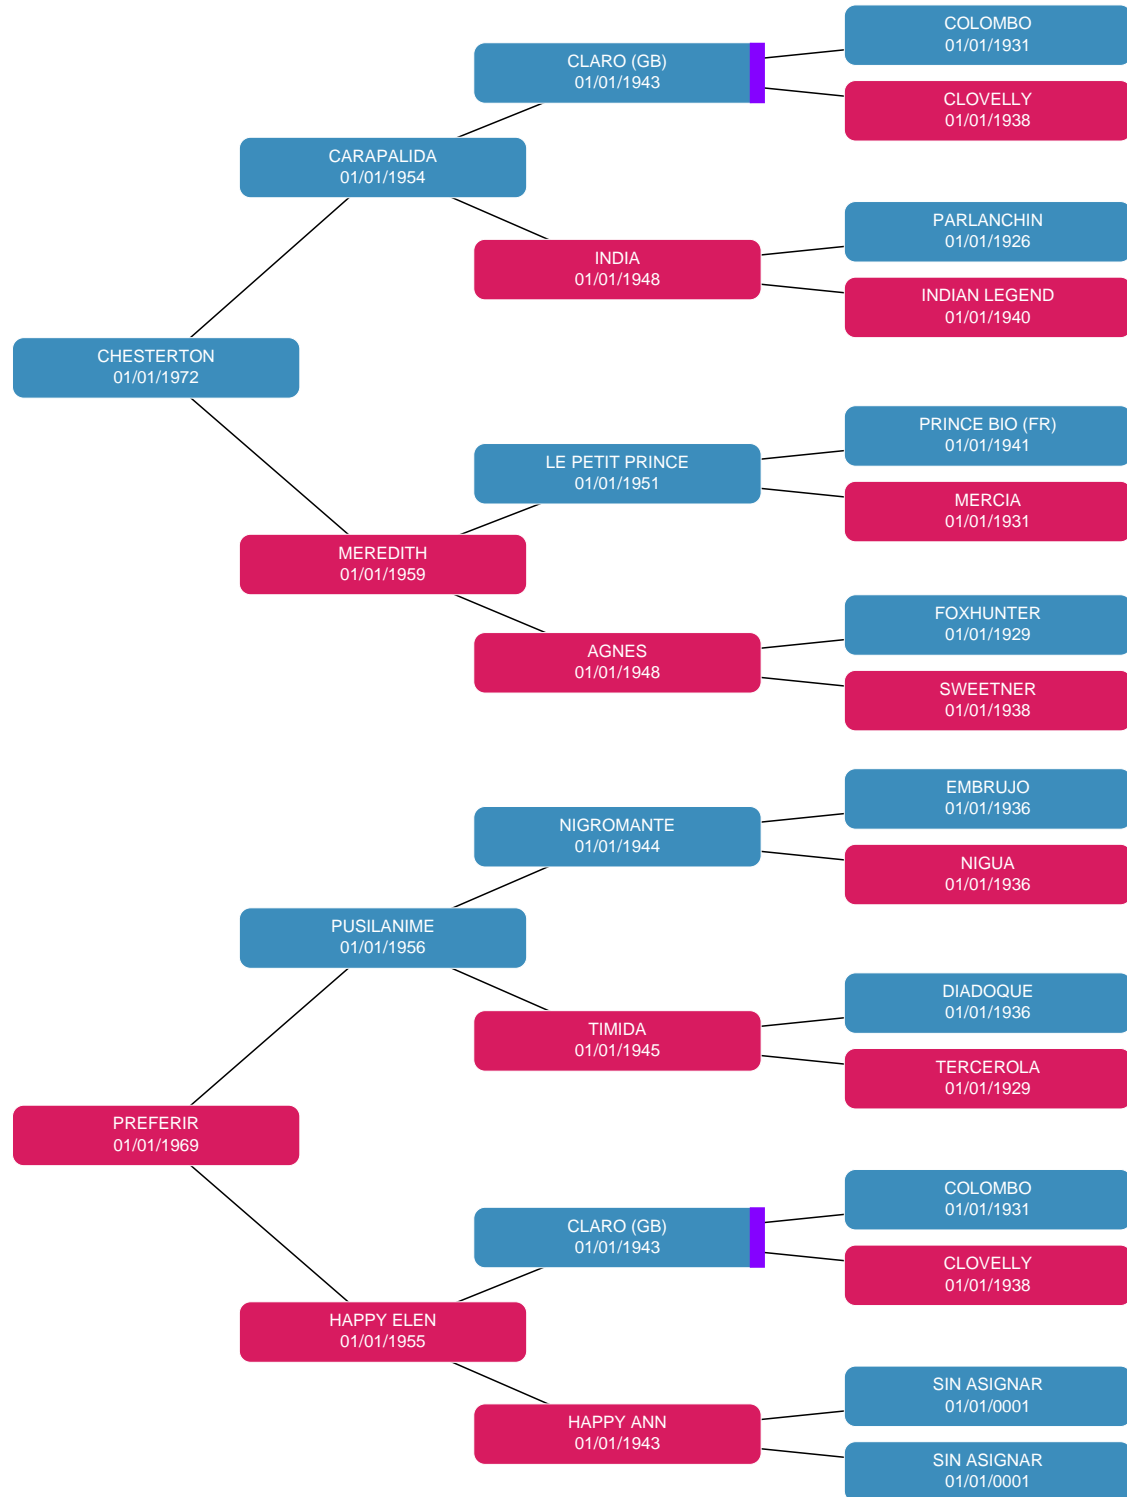 COLOMBO
01/01/1931
CLARO (GB)
01/01/1943
CLOVELLY
01/01/1938
CARAPALIDA
01/01/1954
PARLANCHIN
01/01/1926
INDIA
01/01/1948
INDIAN LEGEND
01/01/1940
CHESTERTON
01/01/1972
PRINCE BIO (FR)
01/01/1941
LE PETIT PRINCE
01/01/1951
MERCIA
01/01/1931
MEREDITH
01/01/1959
FOXHUNTER
01/01/1929
AGNES
01/01/1948
SWEETNER
01/01/1938
EMBRUJO
01/01/1936
NIGROMANTE
01/01/1944
NIGUA
01/01/1936
PUSILANIME
01/01/1956
DIADOQUE
01/01/1936
TIMIDA
01/01/1945
TERCEROLA
01/01/1929
PREFERIR
01/01/1969
COLOMBO
01/01/1931
CLARO (GB)
01/01/1943
CLOVELLY
01/01/1938
HAPPY ELEN
01/01/1955
SIN ASIGNAR
01/01/0001
HAPPY ANN
01/01/1943
SIN ASIGNAR
01/01/0001